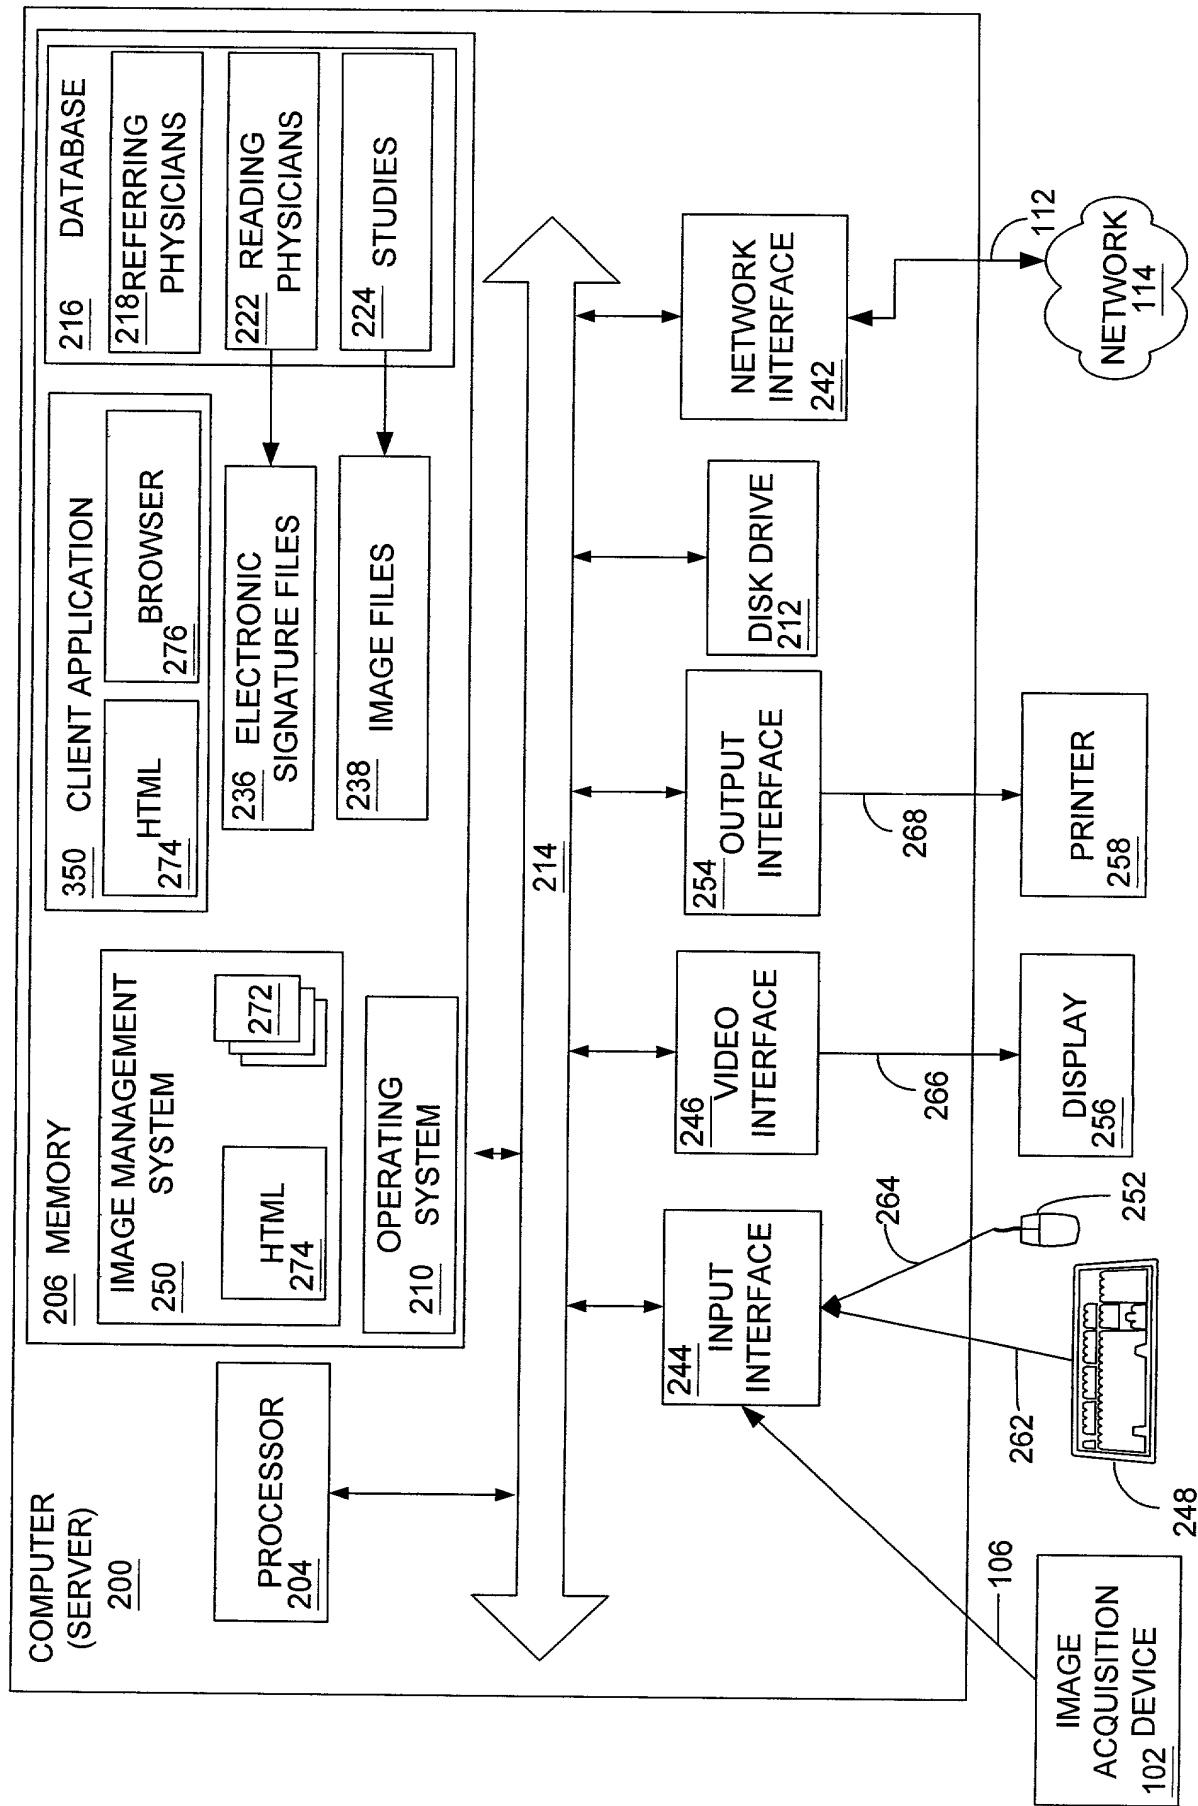 COMPUTER
(SERVER)
200
PROCESSOR
204
206 MEMORY
IMAGE MANAGEMENT
SYSTEM
250
HTML
274
272
OPERATING
SYSTEM
210
350 CLIENT APPLICATION
HTML
274
BROWSER
276
ELECTRONIC
SIGNATURE FILES
236
IMAGE FILES
238
216 DATABASE
218 REFERRING
PHYSICIANS
READING
PHYSICIANS
222
224
STUDIES
214
244
INPUT
INTERFACE
246
VIDEO
INTERFACE
254
OUTPUT
INTERFACE
DISK DRIVE
212
NETWORK
INTERFACE
242
106
262
264
266
268
112
IMAGE
ACQUISITION
102 DEVICE
248
252
DISPLAY
256
PRINTER
258
NETWORK
114